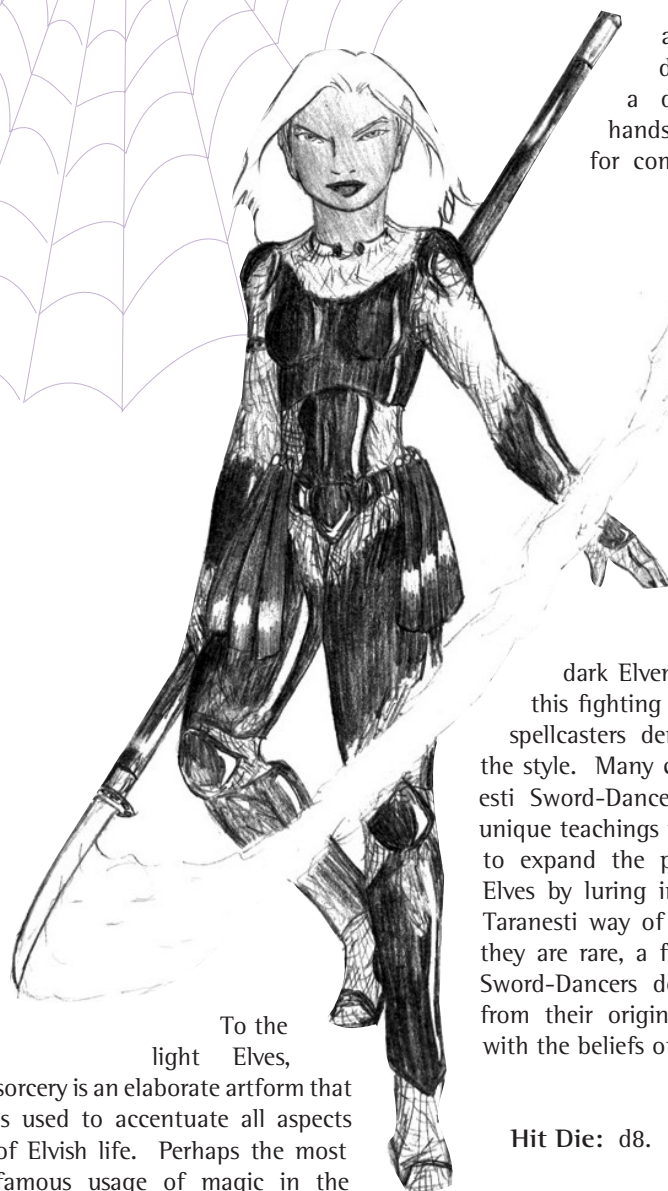 To the
light Elves,
sorcery is an elaborate artform that
s used to accentuate all aspects
of Elvish life. Perhaps the most
famous usage of magic in the
a
d
a c
hands
for con
dark Elven
this fighting
spellcasters de
the style. Many c
esti Sword-Dance
unique teachings
to expand the p
Elves by luring i
Taranesti way of
they are rare, a f
Sword-Dancers d
from their origin
with the beliefs o
Hit Die: d8.